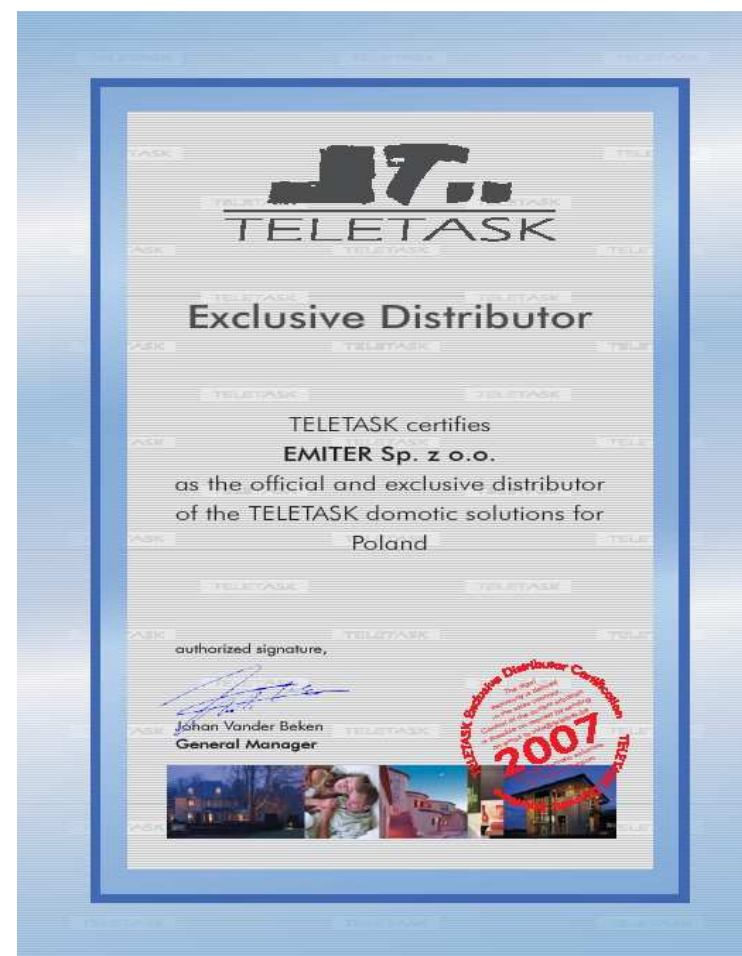 TELETASK
Exclusive Distributor
TELETASK certifies
EMITER Sp. z o.o.
as the official and exclusive distributor
of the TELETASK domotic solutions for
Poland
authorized signature,
Johan Vander Beken
General Manager
TELETASK Exclusive Distributor Certification
2007